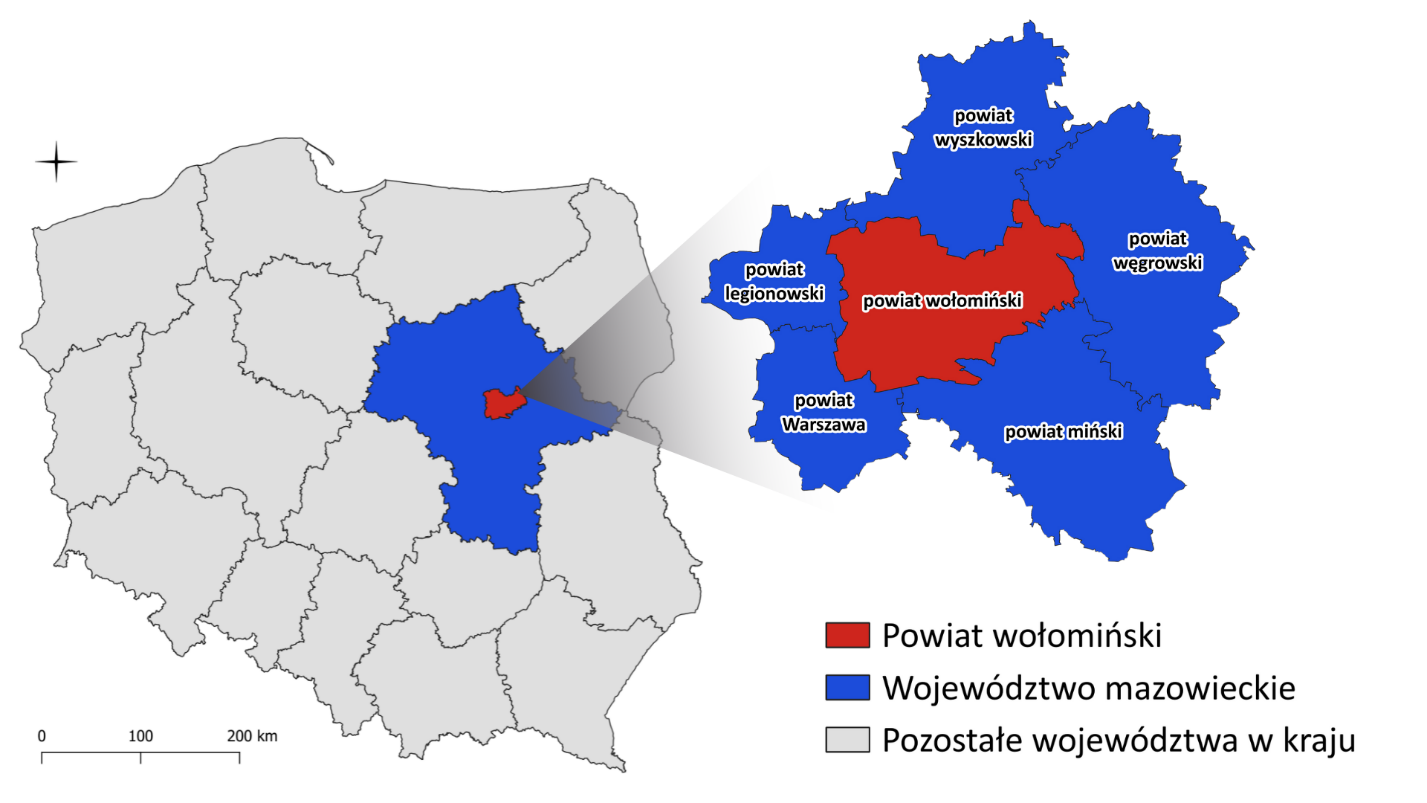 powiat
wyszkowski
powiat
węgrowski
powiat
legionowski
powiat wołomiński
powiat
Warszawa
powiat miński
Powiat wołomiński
Województwo mazowieckie
Pozostałe województwa w kraju
0 100 200 km